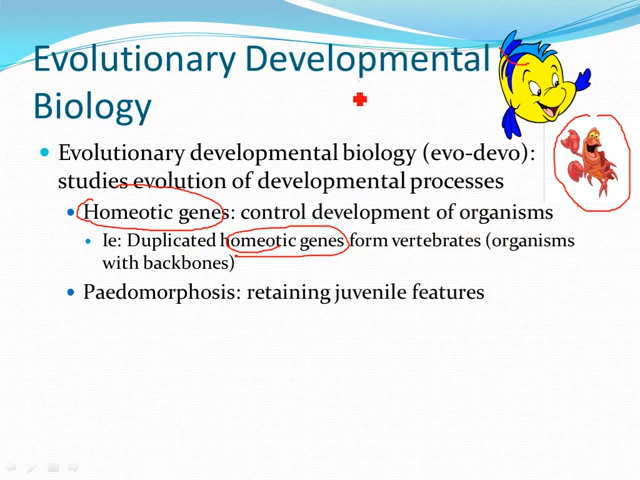 Evolutionary Developmental
Biology
Evolutionary developmental biology (evo-devo):
studies evolution of developmental processes
Homeotic genes: control development of organisms
Ie: Duplicated homeotic genes form vertebrates (organisms
with backbones)
Paedomorphosis: retaining juvenile features